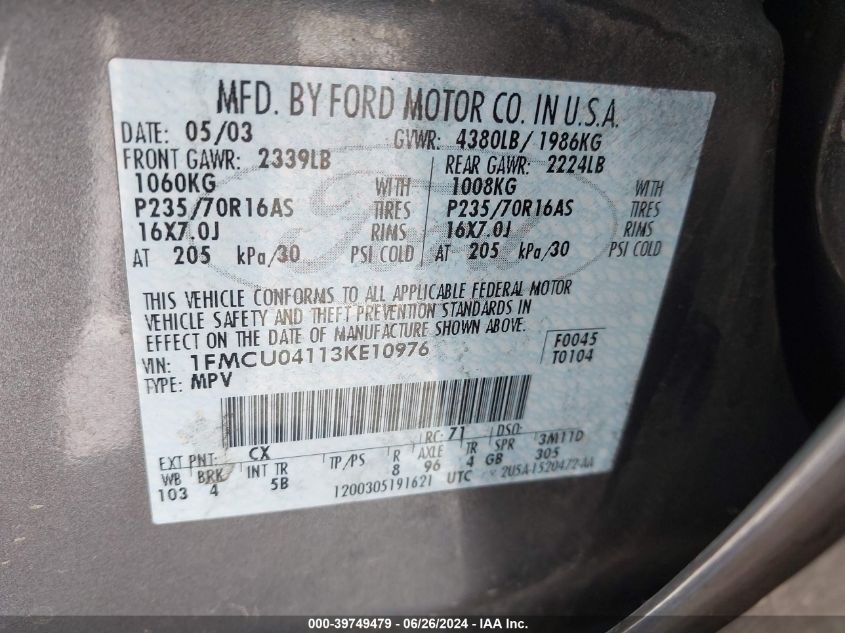 MFD. BY FORD MOTOR CO. IN U.S.A.
DATE: 05/03 GVWR: 4380LB/ 1986KG
FRONT GAWR: 2339LB REAR GAWR: 2224LB
1060KG WITH 1008KG WITH
P235/70R16AS TIRES P235/70R16AS TIRES
16X7.0J RIMS 16X7.0J RIMS
AT 205 kPa/30 PSI COLD AT 205 kPa/30 PSI COLD
THIS VEHICLE CONFORMS TO ALL APPLICABLE FEDERAL MOTOR
VEHICLE SAFETY AND THEFT PREVENTION STANDARDS IN
EFFECT ON THE DATE OF MANUFACTURE SHOWN ABOVE.
VIN: 1FMCU04113KE10976 F0045
TYPE: MPV T0104
EXT PNT: CX RC: 71 DSO:
WB BRK INT TR TP/PS R AXLE TR SPR 3M11D
103 4 5B 8 96 4 GB 305
1200305191621 UTC 2U5A-1520472-AA
000-39749479 - 06/26/2024 - IAA Inc.